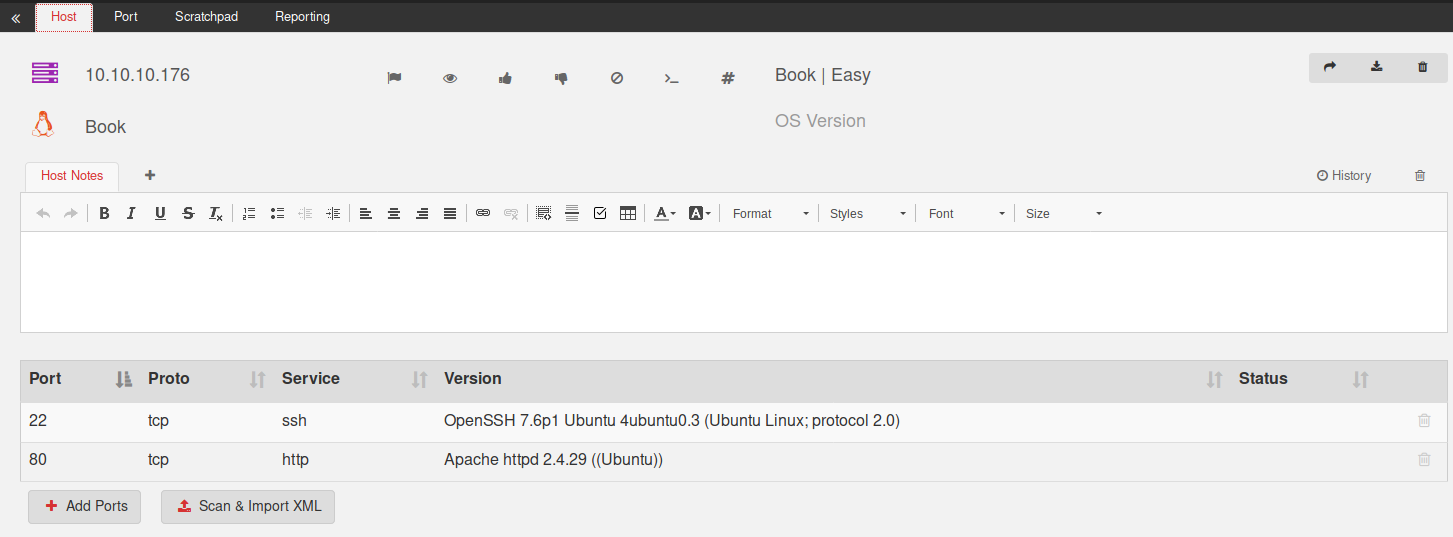 « Host Port Scratchpad Reporting
10.10.10.176 Book | Easy
Book OS Version
Host Notes + History
B I U S Tx A A Format Styles Font Size
Port Proto Service Version Status
22 tcp ssh OpenSSH 7.6p1 Ubuntu 4ubuntu0.3 (Ubuntu Linux; protocol 2.0)
80 tcp http Apache httpd 2.4.29 ((Ubuntu))
+ Add Ports Scan & Import XML